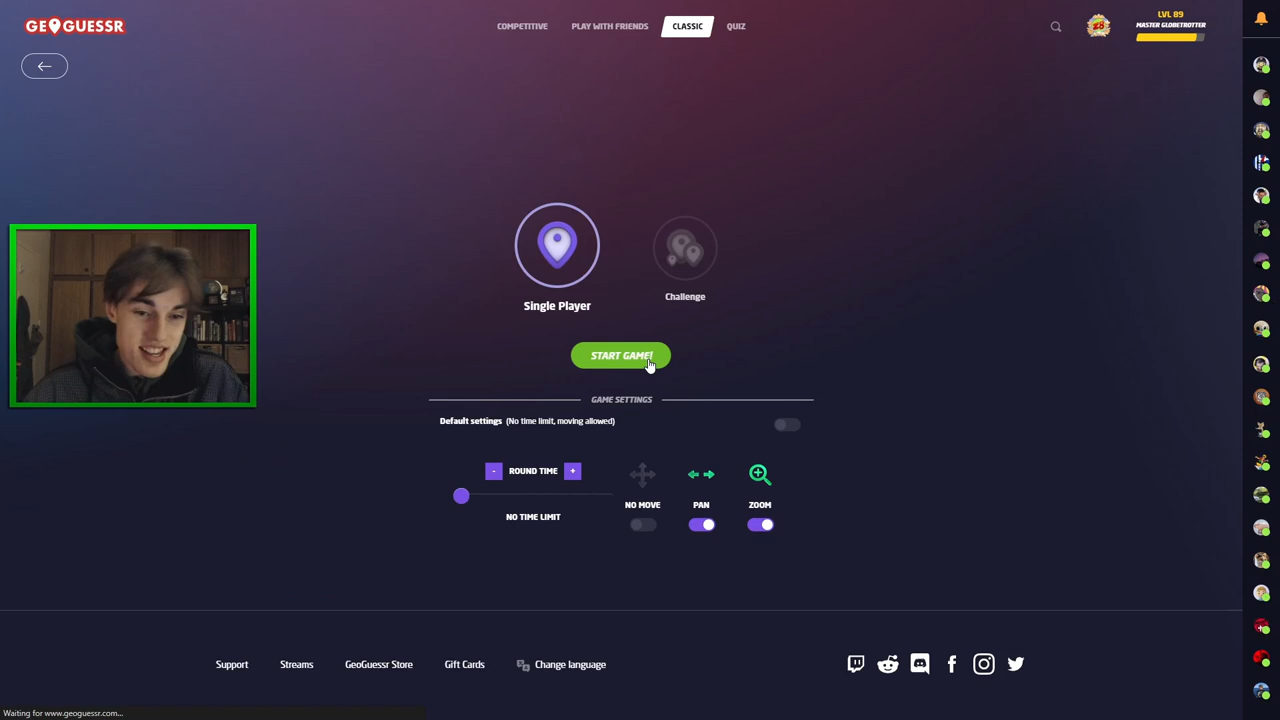 GEOGUESSR
COMPETITIVE
PLAY WITH FRIENDS
CLASSIC
QUIZ
LVL 89
MASTER GLOBETROTTER
Single Player
Challenge
START GAME!
GAME SETTINGS
Default settings (No time limit, moving allowed)
- ROUND TIME +
NO TIME LIMIT
NO MOVE
PAN
ZOOM
Support
Streams
GeoGuessr Store
Gift Cards
Change language
Waiting for www.geoguessr.com...